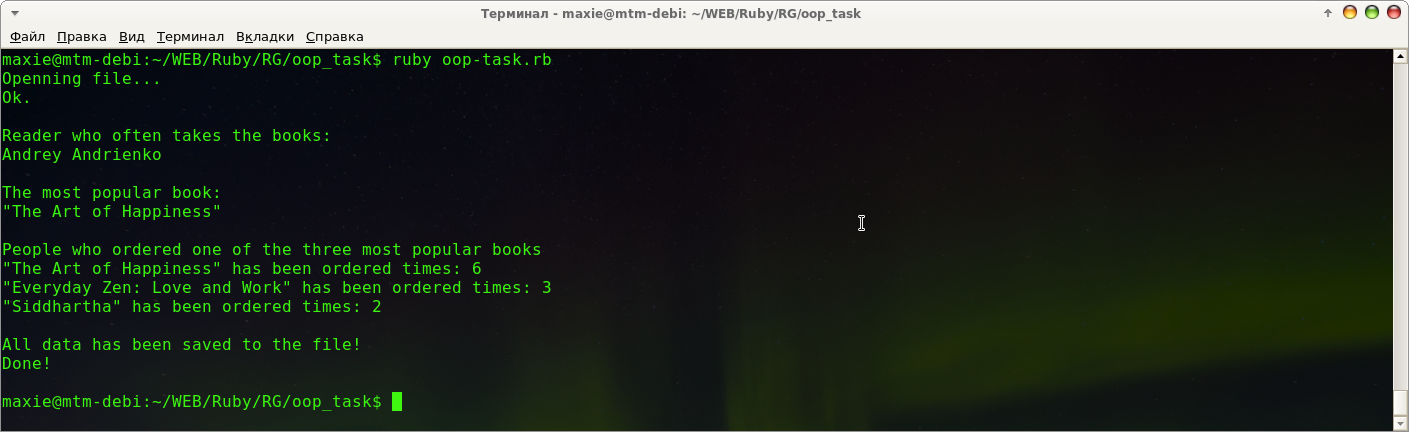 Терминал - maxie@mtm-debi: ~/WEB/Ruby/RG/oop_task
Файл Правка Вид Терминал Вкладки Справка
maxie@mtm-debi:~/WEB/Ruby/RG/oop_task$ ruby oop-task.rb
Openning file...
Ok.
Reader who often takes the books:
Andrey Andrienko
The most popular book:
"The Art of Happiness"
People who ordered one of the three most popular books
"The Art of Happiness" has been ordered times: 6
"Everyday Zen: Love and Work" has been ordered times: 3
"Siddhartha" has been ordered times: 2
All data has been saved to the file!
Done!
maxie@mtm-debi:~/WEB/Ruby/RG/oop_task$